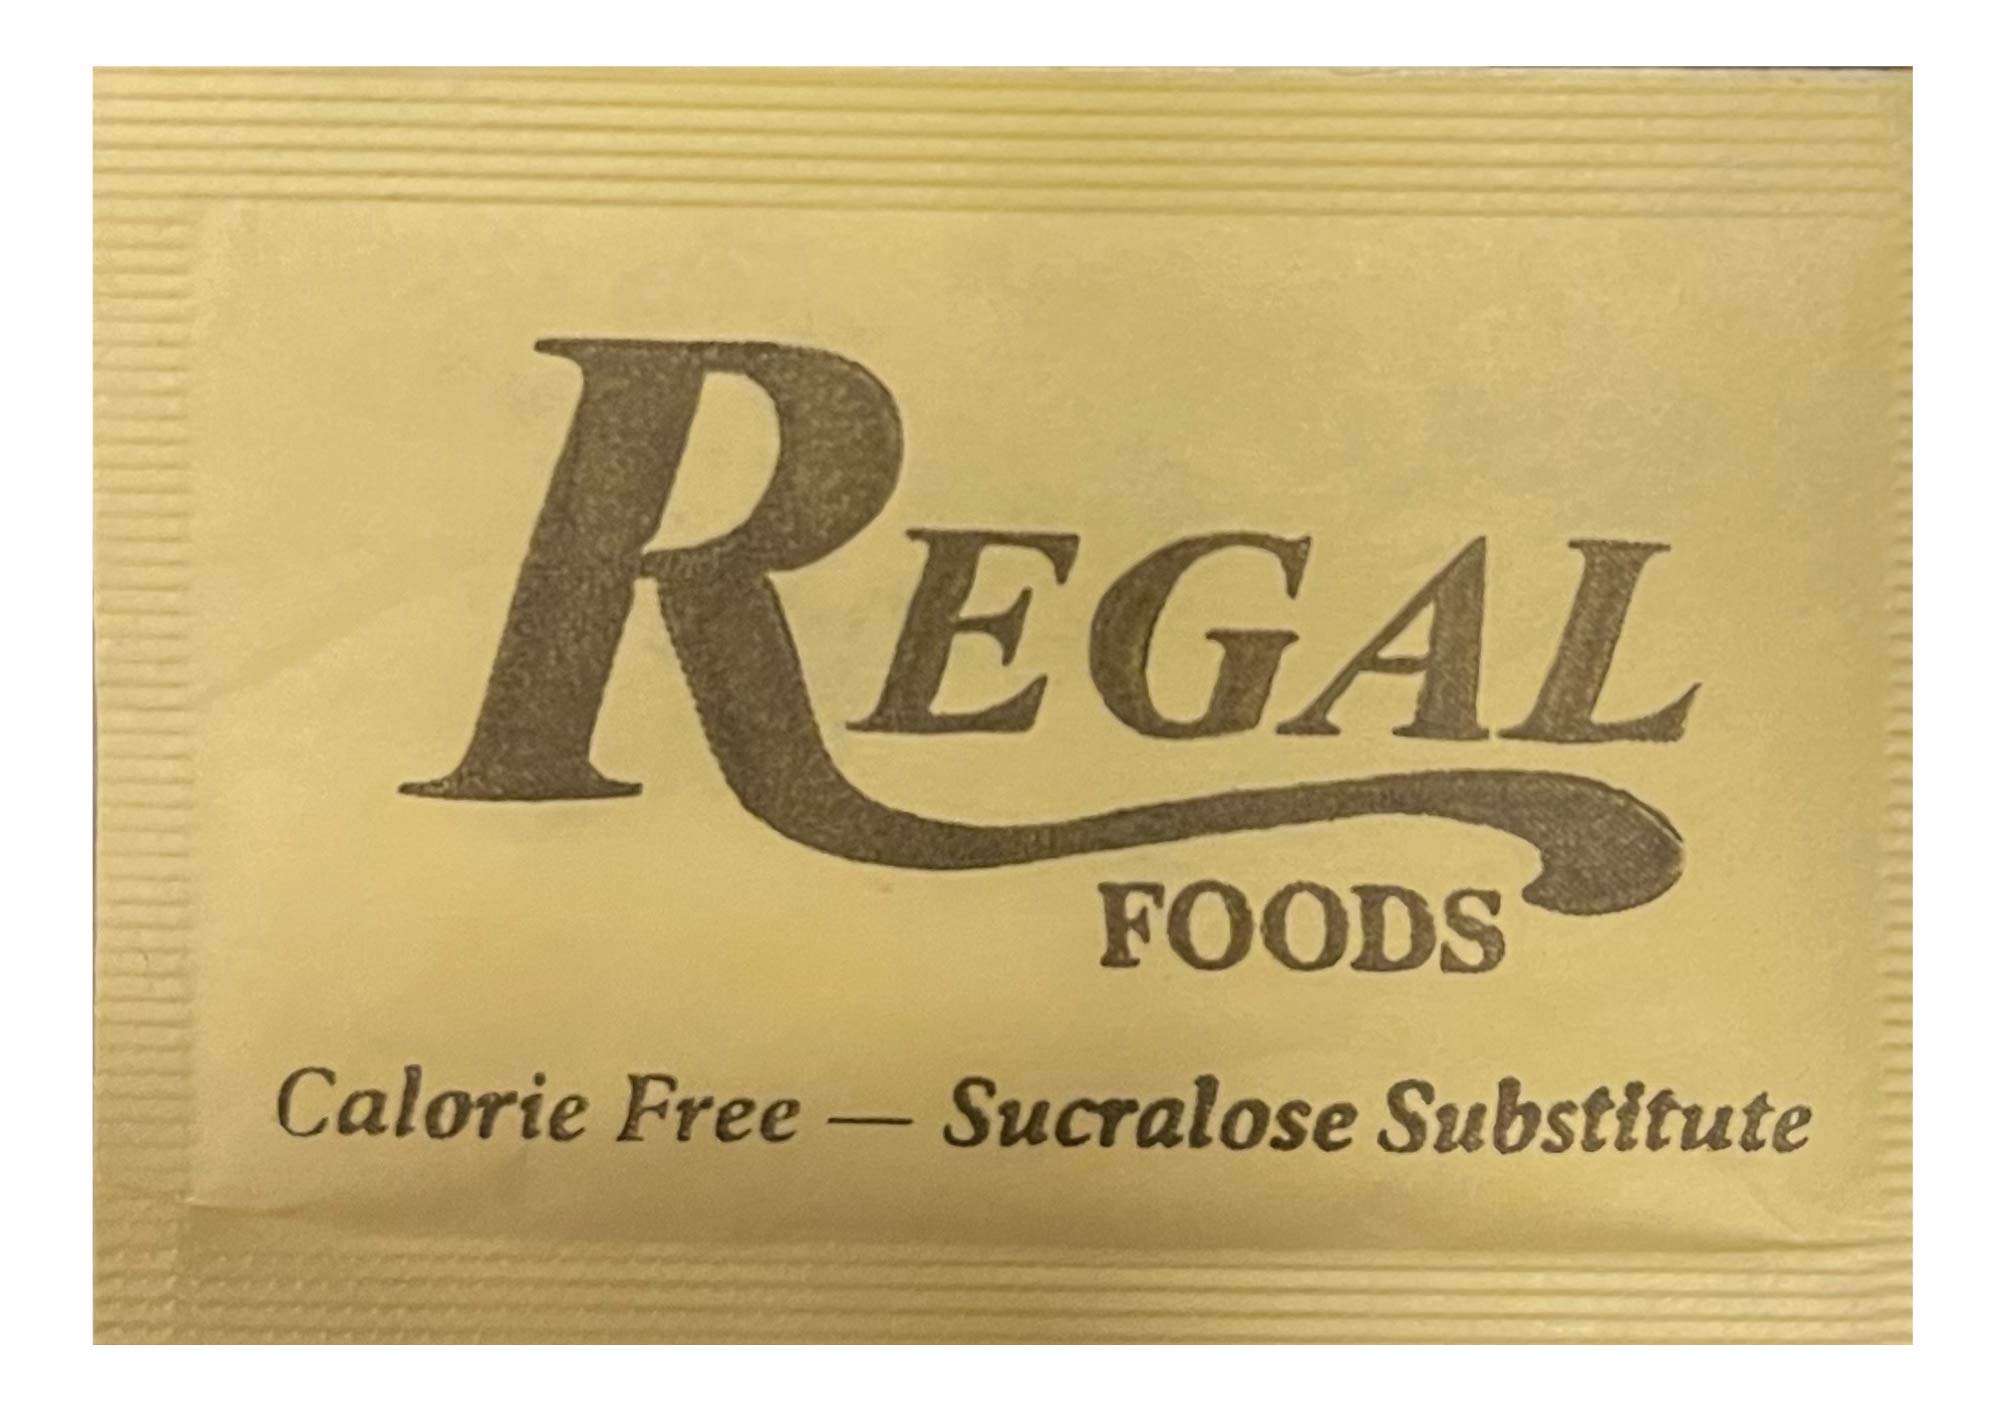 REGAL
FOODS
Calorie Free — Sucralose Substitute